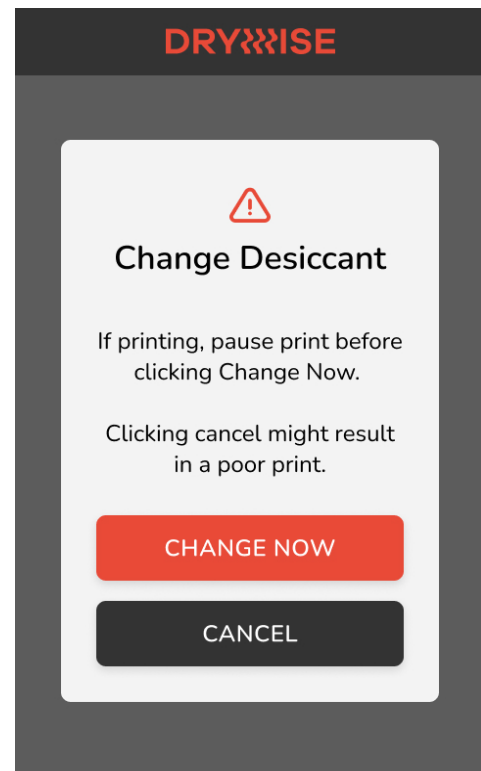 DRYWISE
Change Desiccant
If printing, pause print before
clicking Change Now.
Clicking cancel might result
in a poor print.
CHANGE NOW
CANCEL